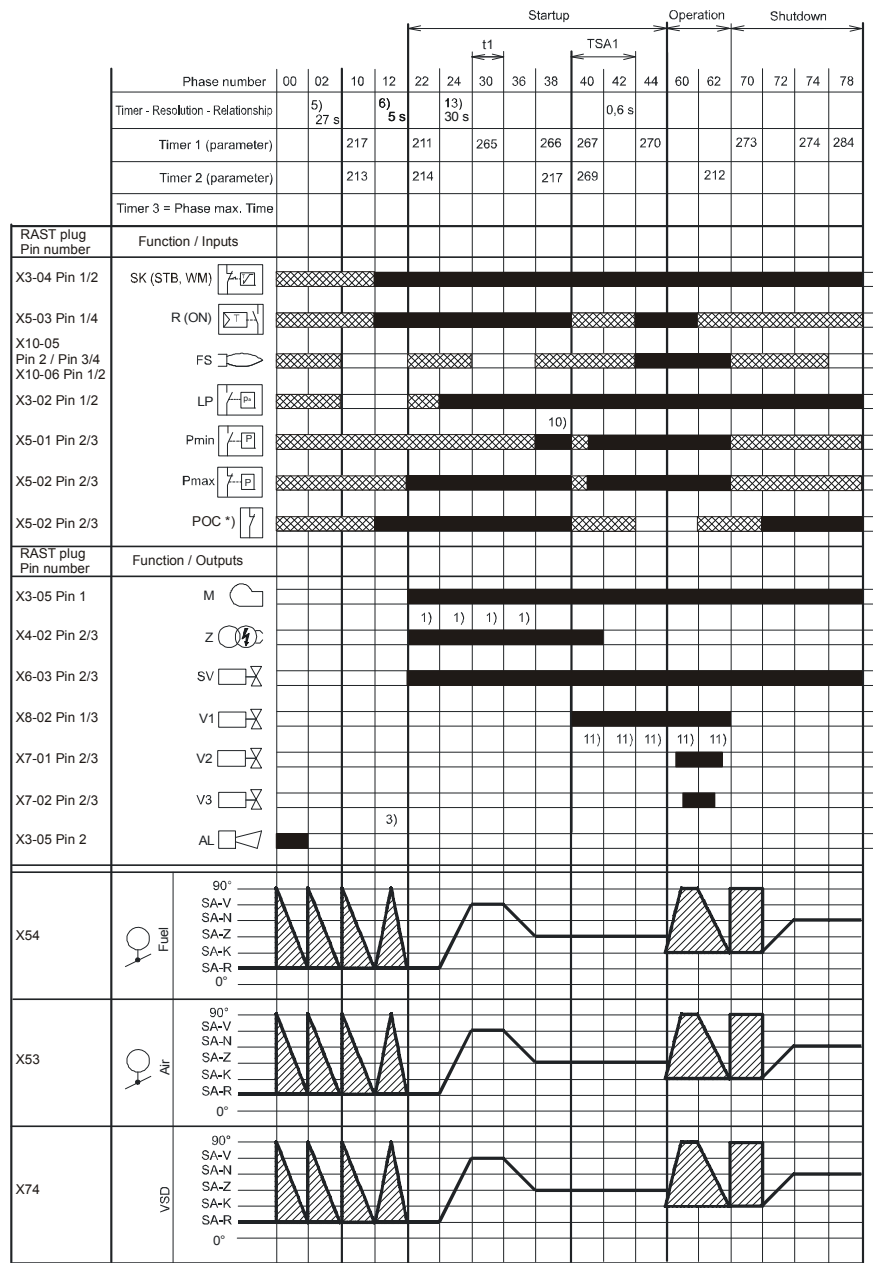 Startup Operation Shutdown
t1 TSA1
Phase number 00 02 10 12 22 24 30 36 38 40 42 44 60 62 70 72 74 78
Timer - Resolution - Relationship 5) 27 s 6) 5 s 13) 30 s 0,6 s
Timer 1 (parameter) 217 211 265 266 267 270 273 274 284
Timer 2 (parameter) 213 214 217 269 212
Timer 3 = Phase max. Time
RAST plug
Pin number
Function / Inputs
X3-04 Pin 1/2 SK (STB, WM)
X5-03 Pin 1/4 R (ON) T
X10-05
Pin 2 / Pin 3/4
X10-06 Pin 1/2
FS
X3-02 Pin 1/2 LP Pa
10)
X5-01 Pin 2/3 Pmin P
X5-02 Pin 2/3 Pmax P
X5-02 Pin 2/3 POC *)
RAST plug
Pin number
Function / Outputs
X3-05 Pin 1 M
1) 1) 1) 1)
X4-02 Pin 2/3 Z
X6-03 Pin 2/3 SV
X8-02 Pin 1/3 V1
11) 11) 11) 11) 11)
X7-01 Pin 2/3 V2
X7-02 Pin 2/3 V3
3)
X3-05 Pin 2 AL
X54
Fuel
90°
SA-V
SA-N
SA-Z
SA-K
SA-R
0°
X53
Air
90°
SA-V
SA-N
SA-Z
SA-K
SA-R
0°
X74
VSD
90°
SA-V
SA-N
SA-Z
SA-K
SA-R
0°